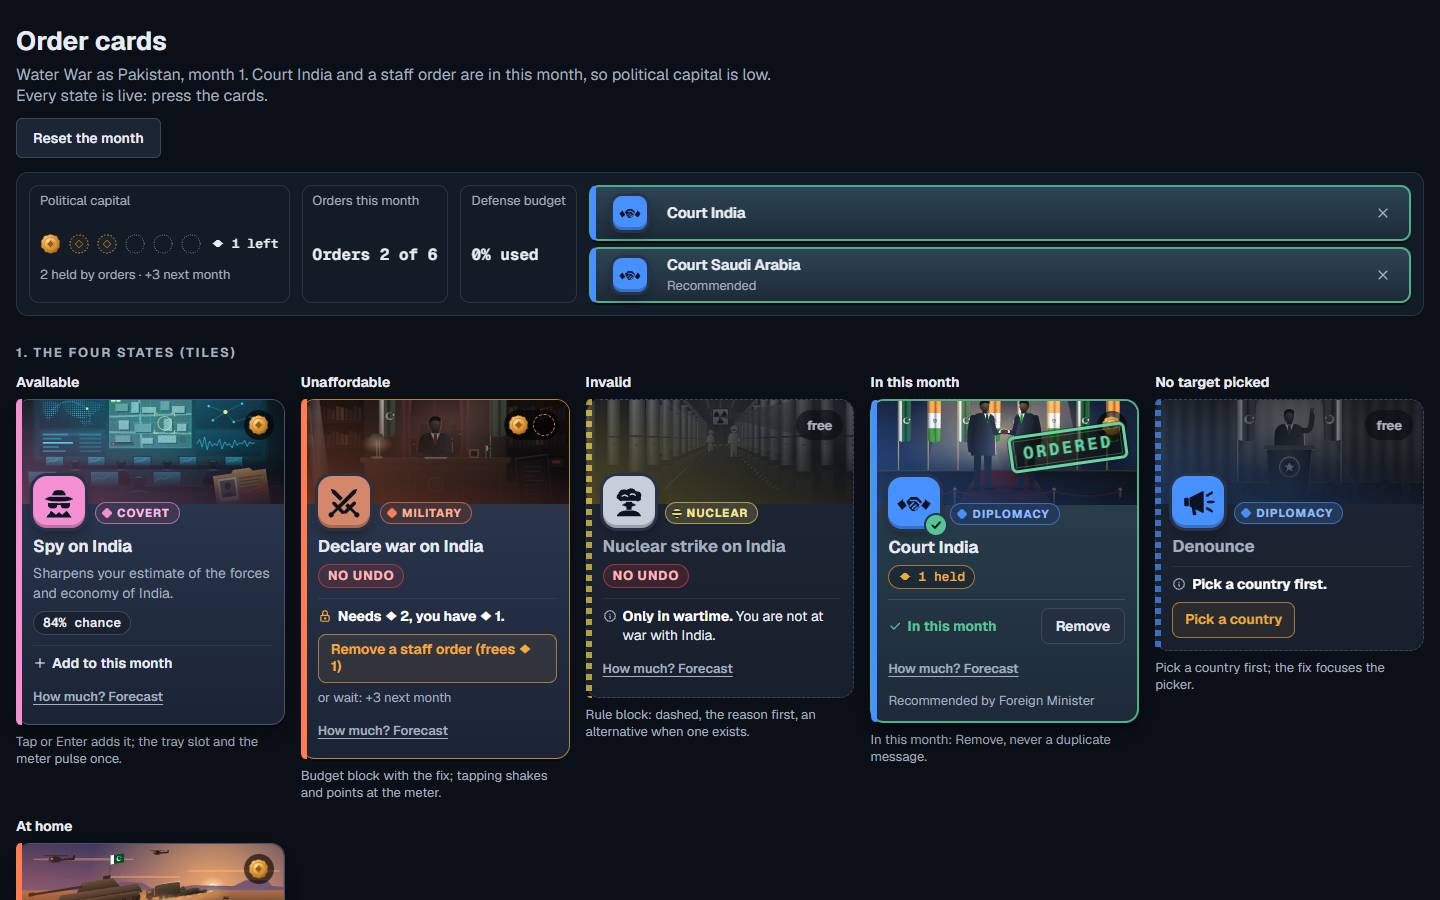 Order cards
Water War as Pakistan, month 1. Court India and a staff order are in this month, so political capital is low.
Every state is live: press the cards.
Reset the month
Political capital
1 left
2 held by orders · +3 next month
Orders this month
Orders 2 of 6
Defense budget
0% used
Court India
Court Saudi Arabia
Recommended
1. THE FOUR STATES (TILES)
Available
COVERT
Spy on India
Sharpens your estimate of the forces
and economy of India.
84% chance
Add to this month
How much? Forecast
Tap or Enter adds it; the tray slot and the
meter pulse once.
Unaffordable
MILITARY
Declare war on India
NO UNDO
Needs ◆ 2, you have ◆ 1.
Remove a staff order (frees ◆
1)
or wait: +3 next month
How much? Forecast
Budget block with the fix; tapping shakes
and points at the meter.
Invalid
free
NUCLEAR
Nuclear strike on India
NO UNDO
Only in wartime. You are not at
war with India.
How much? Forecast
Rule block: dashed, the reason first, an
alternative when one exists.
In this month
ORDERED
DIPLOMACY
Court India
1 held
In this month
Remove
How much? Forecast
Recommended by Foreign Minister
In this month: Remove, never a duplicate
message.
No target picked
free
DIPLOMACY
Denounce
Pick a country first.
Pick a country
Pick a country first; the fix focuses the
picker.
At home